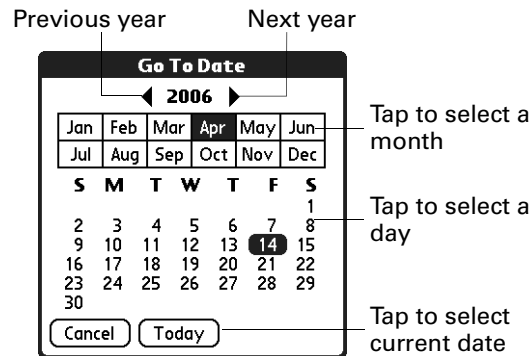 Previous year Next year
Go To Date
2006
Jan Feb Mar Apr May Jun
Tap to select a month
Jul Aug Sep Oct Nov Dec
S M T W T F S
1
Tap to select a day
2 3 4 5 6 7 8
9 10 11 12 13 14 15
16 17 18 19 20 21 22
23 24 25 26 27 28 29
30
Cancel Today
Tap to select current date